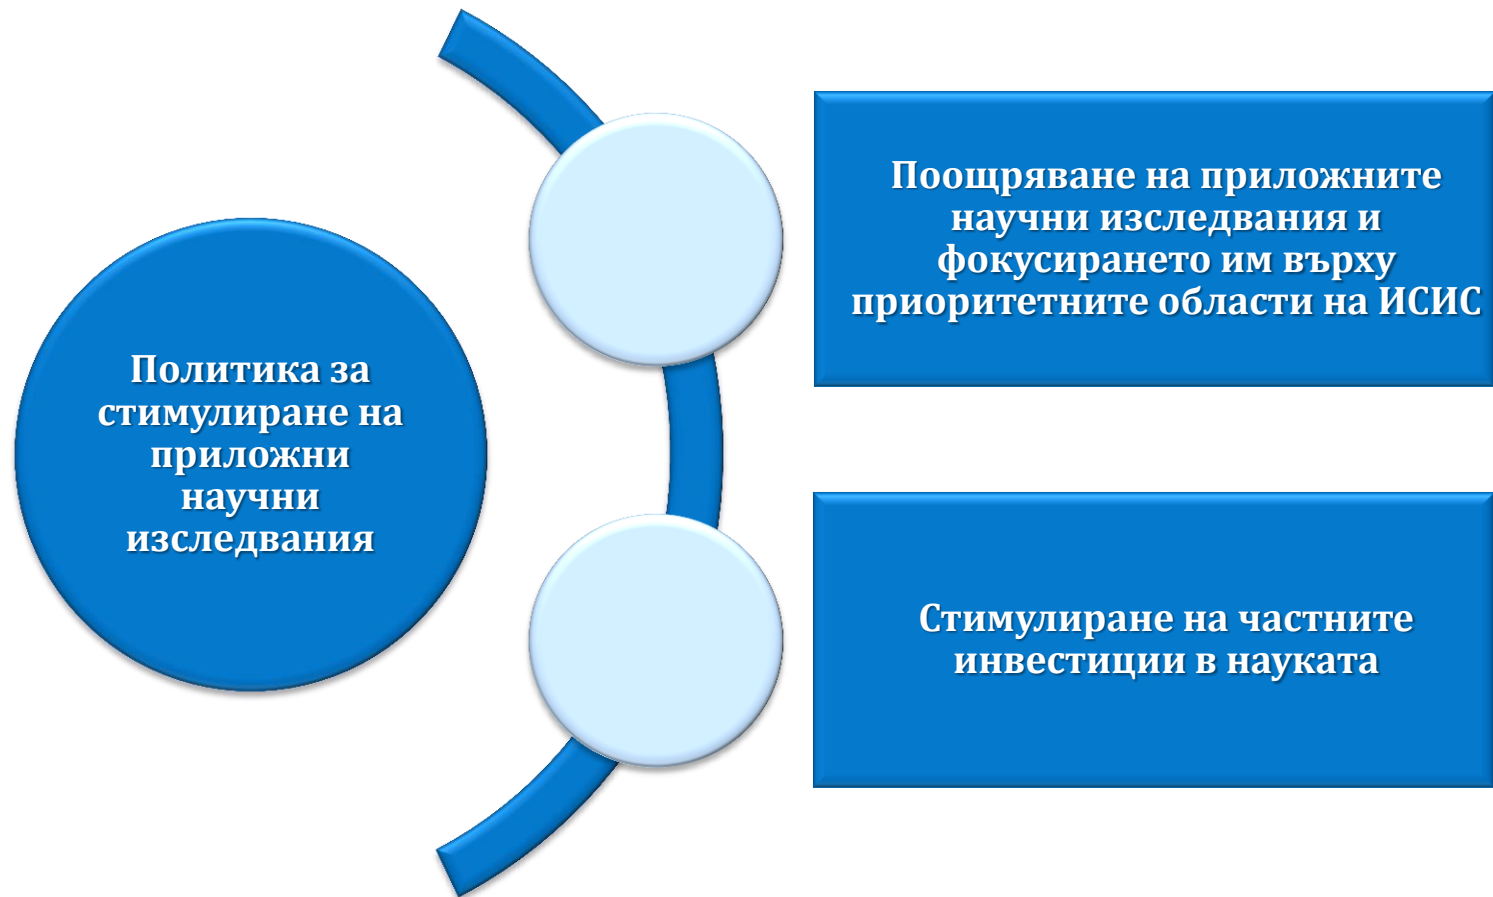 Политика за
стимулиране на
приложни
научни
изследвания
Поощряване на приложните
научни изследвания и
фокусирането им върху
приоритетните области на ИСИС
Стимулиране на частните
инвестиции в науката